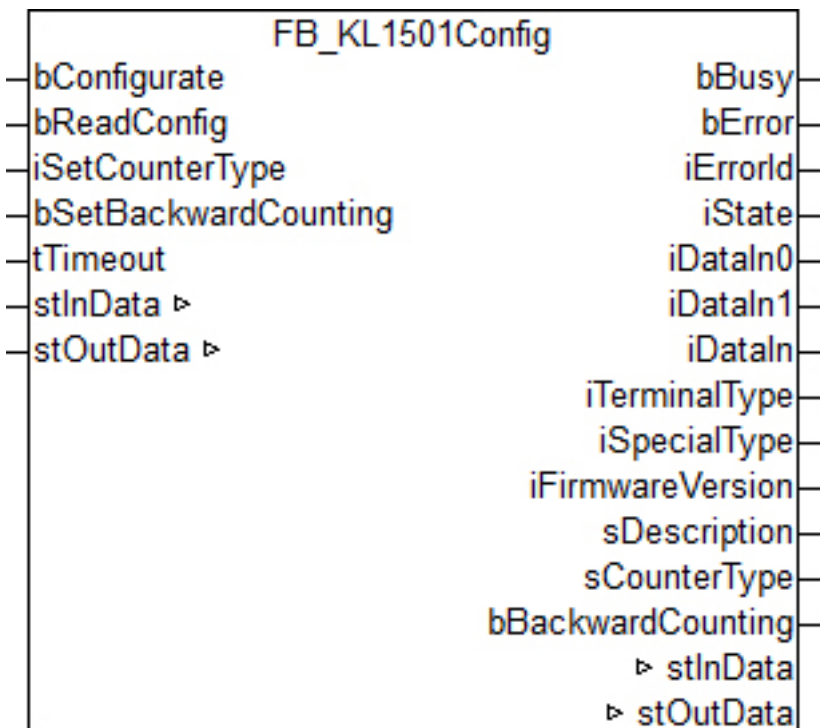 FB_KL1501Config
bConfigurate bBusy
bReadConfig bError
iSetCounterType iErrorId
bSetBackwardCounting iState
tTimeout iDataIn0
stInData ▹ iDataIn1
stOutData ▹ iDataIn
iTerminalType
iSpecialType
iFirmwareVersion
sDescription
sCounterType
bBackwardCounting
▹ stInData
▹ stOutData